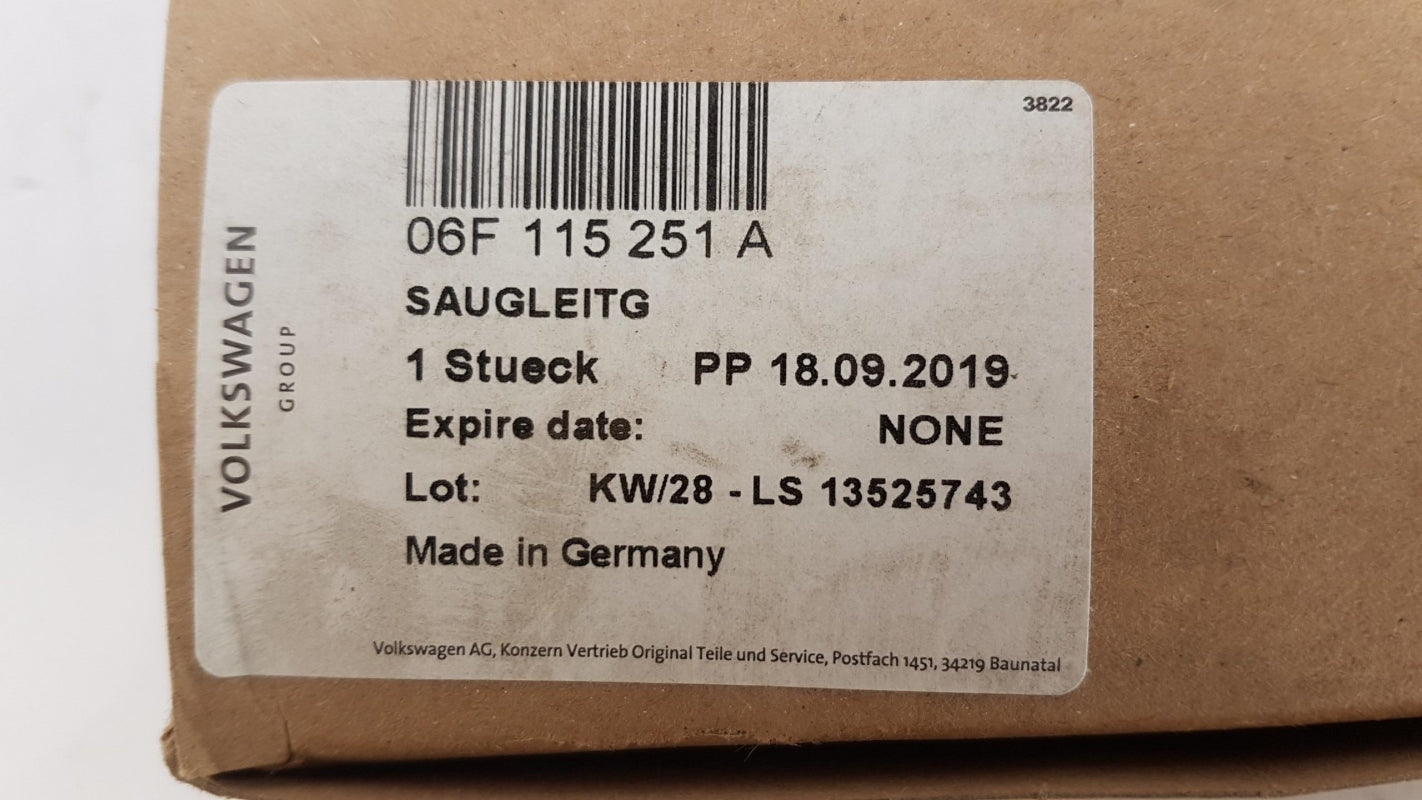 3822
06F 115 251 A
SAUGLEITG
1 Stueck PP 18.09.2019
Expire date: NONE
Lot: KW/28 - LS 13525743
Made in Germany
Volkswagen AG, Konzern Vertrieb Original Teile und Service, Postfach 1451, 34219 Baunatal
VOLKSWAGEN
GROUP